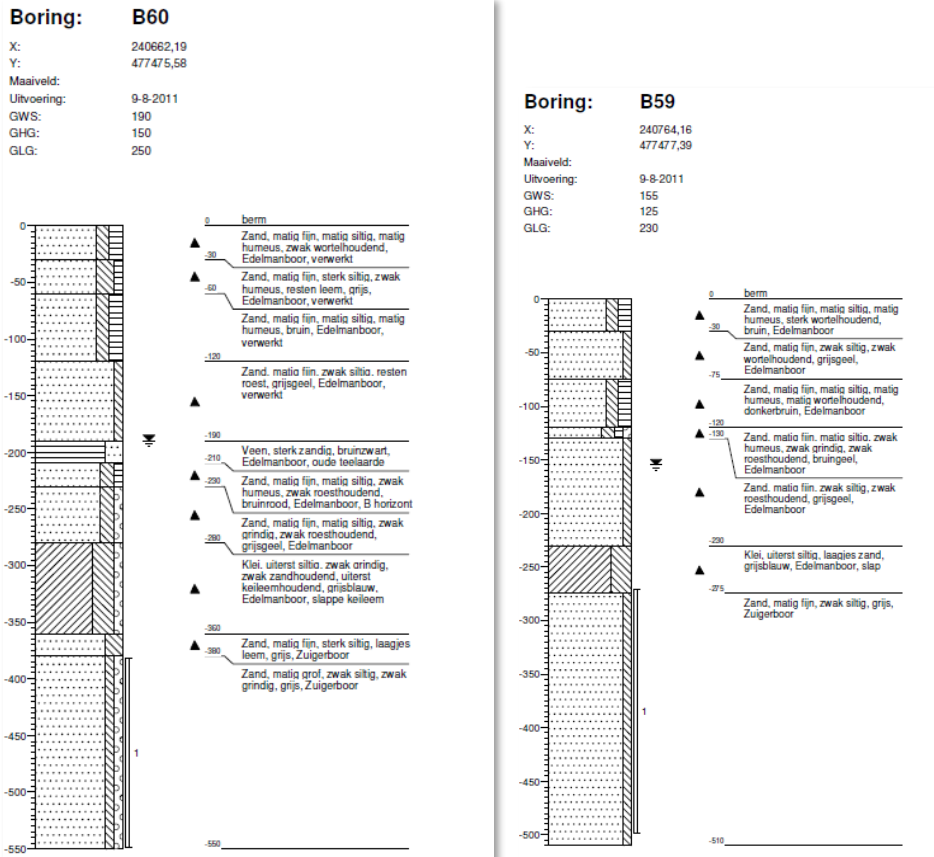 Boring: B60
X: 240662,19
Y: 477475,58
Maaiveld:
Uitvoering: 9-8-2011
GWS: 190
GHG: 150
GLG: 250
0
-50
-100
-150
-200
-250
-300
-350
-400
-450
-500
-550
1
0 berm
Zand, matig fijn, matig siltig, matig
humeus, zwak wortelhoudend,
Edelmanboor, verwerkt
-30
Zand, matig fijn, sterk siltig, zwak
humeus, resten leem, grijs,
Edelmanboor, verwerkt
-60
Zand, matig fijn, matig siltig, matig
humeus, bruin, Edelmanboor,
verwerkt
-120
Zand, matig fijn, zwak siltig, resten
roest, grijsgeel, Edelmanboor,
verwerkt
-190
Veen, sterk zandig, bruinzwart,
Edelmanboor, oude teelaarde
-210
Zand, matig fijn, matig siltig, zwak
humeus, zwak roesthoudend,
bruinrood, Edelmanboor, B horizont
-230
Zand, matig fijn, matig siltig, zwak
grindig, zwak roesthoudend,
grijsgeel, Edelmanboor
-280
Klei, uiterst siltig, zwak grindig,
zwak zandhoudend, uiterst
keileemhoudend, grijsblauw,
Edelmanboor, slappe keileem
-360
Zand, matig fijn, sterk siltig, laagjes
leem, grijs, Zuigerboor
-380
Zand, matig grof, zwak siltig, zwak
grindig, grijs, Zuigerboor
-550
Boring: B59
X: 240764,16
Y: 477477,39
Maaiveld:
Uitvoering: 9-8-2011
GWS: 155
GHG: 125
GLG: 230
0
-50
-100
-150
-200
-250
-300
-350
-400
-450
-500
1
0 berm
Zand, matig fijn, matig siltig, matig
humeus, sterk wortelhoudend,
bruin, Edelmanboor
-30
Zand, matig fijn, zwak siltig, zwak
wortelhoudend, grijsgeel,
Edelmanboor
-75
Zand, matig fijn, matig siltig, matig
humeus, matig wortelhoudend,
donkerbruin, Edelmanboor
-120
-130
Zand, matig fijn, matig siltig, zwak
humeus, zwak grindig, zwak
roesthoudend, bruingeel,
Edelmanboor
Zand, matig fijn, zwak siltig, zwak
roesthoudend, grijsgeel,
Edelmanboor
-230
Klei, uiterst siltig, laagjes zand,
grijsblauw, Edelmanboor, slap
-275
Zand, matig fijn, zwak siltig, grijs,
Zuigerboor
-510